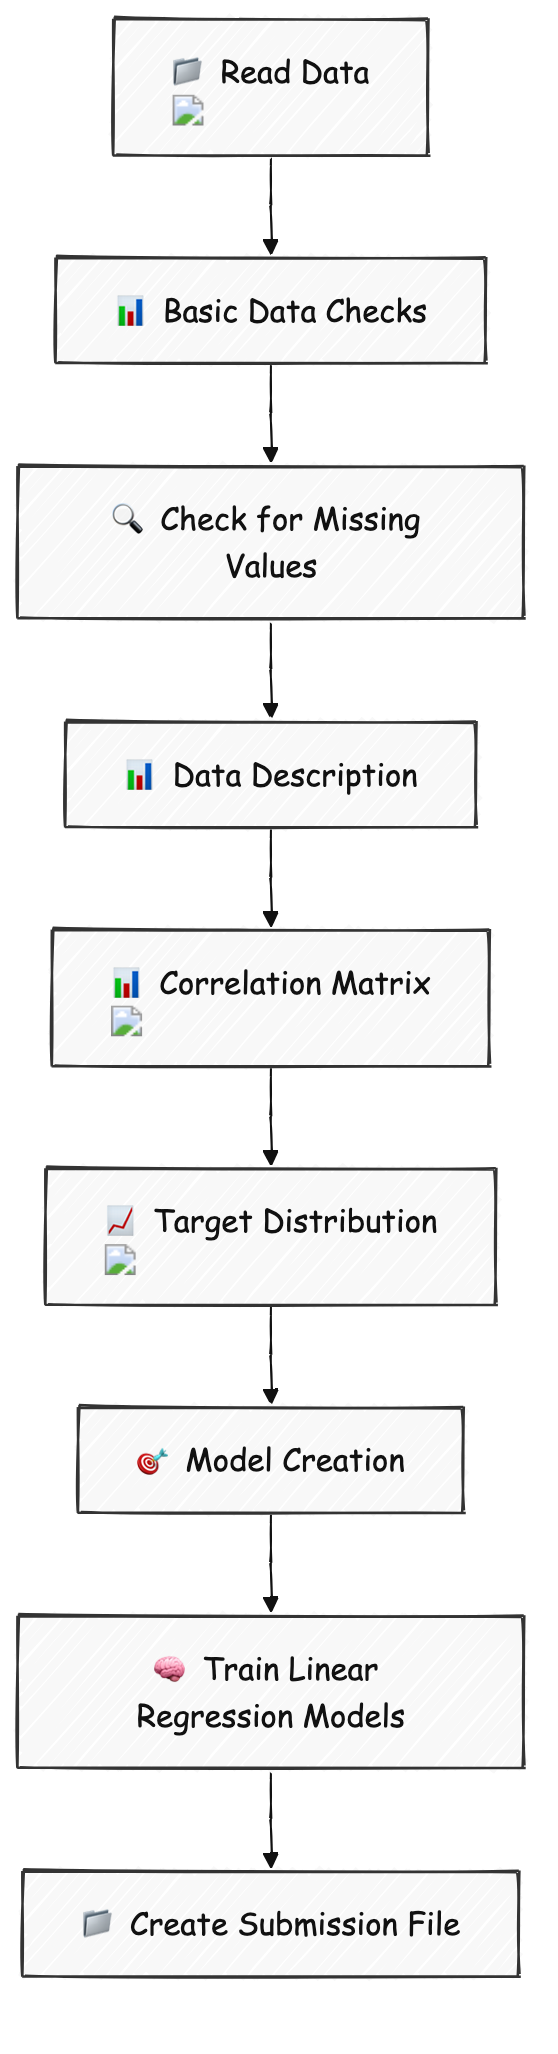 Read Data
Basic Data Checks
Check for Missing
Values
Data Description
Correlation Matrix
Target Distribution
Model Creation
Train Linear
Regression Models
Create Submission File